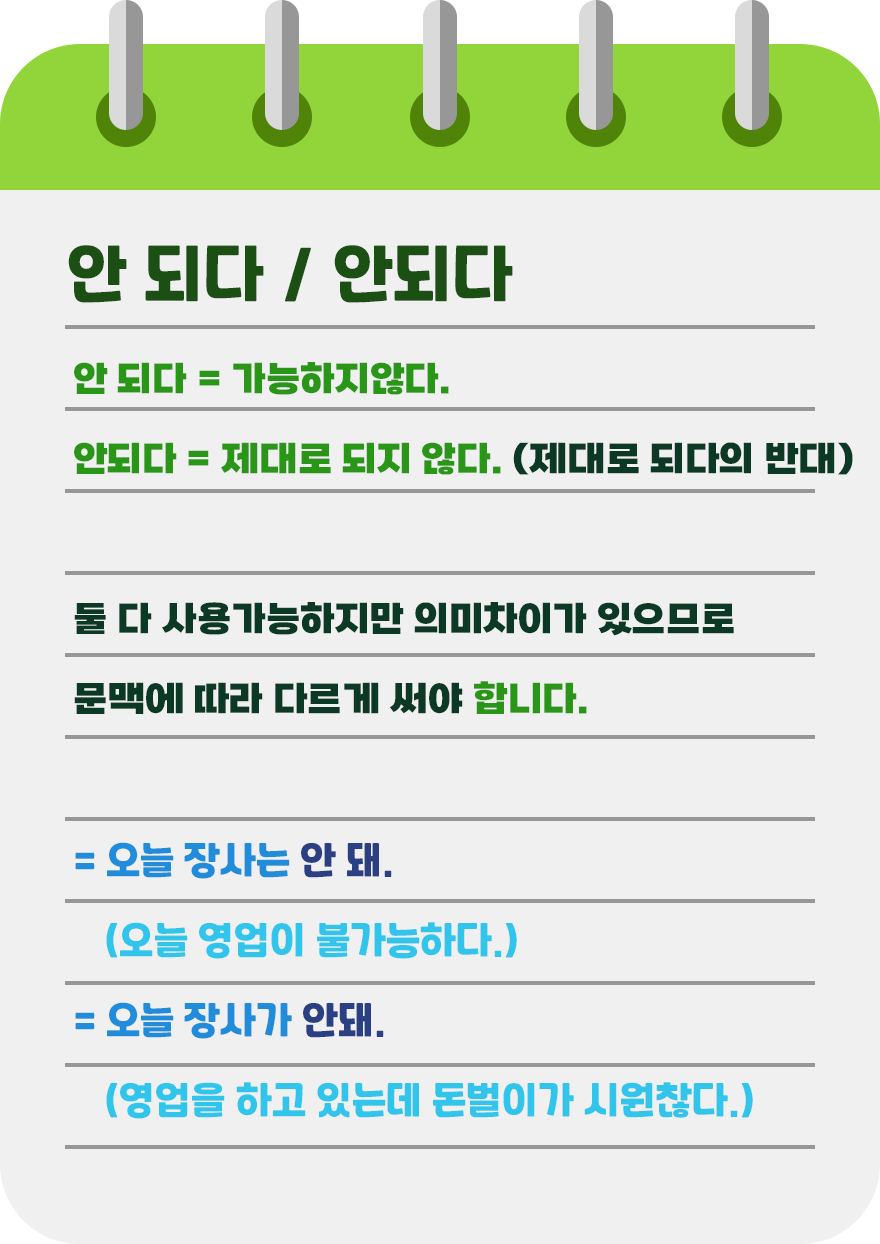 안 되다 / 안되다
안 되다 = 가능하지않다.
안되다 = 제대로 되지 않다. (제대로 되다의 반대)
둘 다 사용가능하지만 의미차이가 있으므로
문맥에 따라 다르게 써야 합니다.
= 오늘 장사는 안 돼.
(오늘 영업이 불가능하다.)
= 오늘 장사가 안돼.
(영업을 하고 있는데 돈벌이가 시원찮다.)